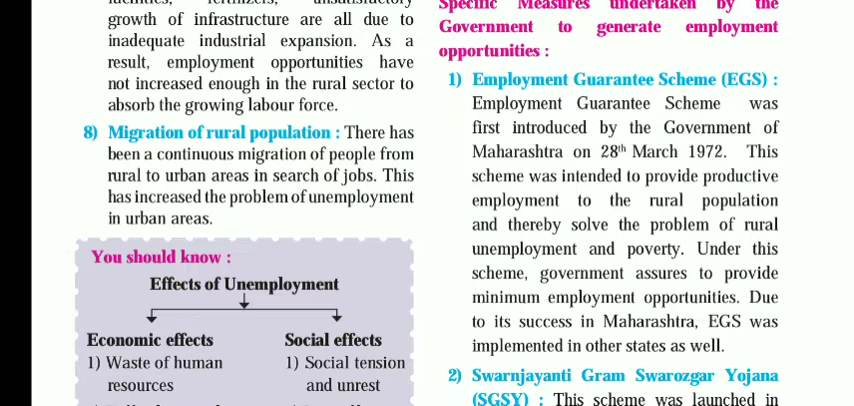 growth of infrastructure are all due to
inadequate industrial expansion. As a
result, employment opportunities have
not increased enough in the rural sector to
absorb the growing labour force.
8) Migration of rural population : There has
been a continuous migration of people from
rural to urban areas in search of jobs. This
has increased the problem of unemployment
in urban areas.
You should know :
Effects of Unemployment
Economic effects
1) Waste of human
resources
Social effects
1) Social tension
and unrest
Specific Measures undertaken by the
Government to generate employment
opportunities :
1) Employment Guarantee Scheme (EGS) :
Employment Guarantee Scheme was
first introduced by the Government of
Maharashtra on 28th March 1972. This
scheme was intended to provide productive
employment to the rural population
and thereby solve the problem of rural
unemployment and poverty. Under this
scheme, government assures to provide
minimum employment opportunities. Due
to its success in Maharashtra, EGS was
implemented in other states as well.
2) Swarnjayanti Gram Swarozgar Yojana
(SGSY) : This scheme was launched in